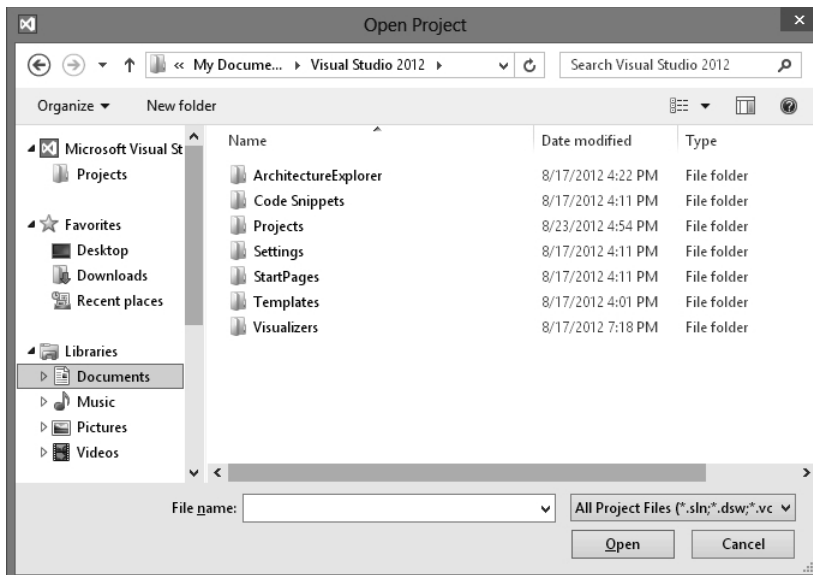 Open Project
« My Docume... Visual Studio 2012
Search Visual Studio 2012
Organize New folder
Microsoft Visual St
Projects
Favorites
Desktop
Downloads
Recent places
Libraries
Documents
Music
Pictures
Videos
Name Date modified Type
ArchitectureExplorer 8/17/2012 4:22 PM File folder
Code Snippets 8/17/2012 4:11 PM File folder
Projects 8/23/2012 4:54 PM File folder
Settings 8/17/2012 4:11 PM File folder
StartPages 8/17/2012 4:11 PM File folder
Templates 8/17/2012 4:01 PM File folder
Visualizers 8/17/2012 7:18 PM File folder
File name:
All Project Files (*.sln;*.dsw;*.vc
Open Cancel